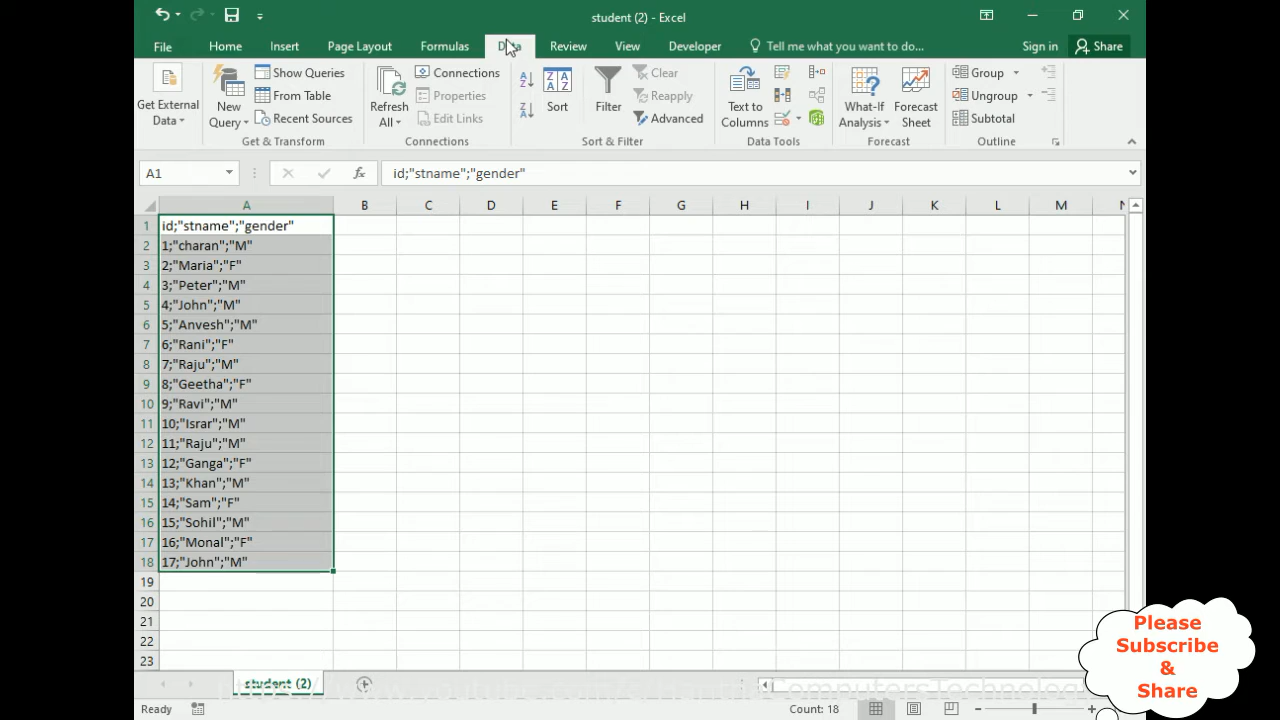 student (2) - Excel
File Home Insert Page Layout Formulas Data Review View Developer Tell me what you want to do... Sign in Share
Get External Data
New Query
Show Queries
From Table
Recent Sources
Get & Transform
Refresh All
Connections
Properties
Edit Links
Connections
Sort
Filter
Clear
Reapply
Advanced
Sort & Filter
Text to Columns
Data Tools
What-If Analysis
Forecast Sheet
Forecast
Group
Ungroup
Subtotal
Outline
A1 fx id;"stname";"gender"
A B C D E F G H I J K L M N
1 id;"stname";"gender"
2 1;"charan";"M"
3 2;"Maria";"F"
4 3;"Peter";"M"
5 4;"John";"M"
6 5;"Anvesh";"M"
7 6;"Rani";"F"
8 7;"Raju";"M"
9 8;"Geetha";"F"
10 9;"Ravi";"M"
11 10;"Israr";"M"
12 11;"Raju";"M"
13 12;"Ganga";"F"
14 13;"Khan";"M"
15 14;"Sam";"F"
16 15;"Sohil";"M"
17 16;"Monal";"F"
18 17;"John";"M"
19
20
21
22
23
student (2)
Ready Count: 18
Please
Subscribe
&
Share